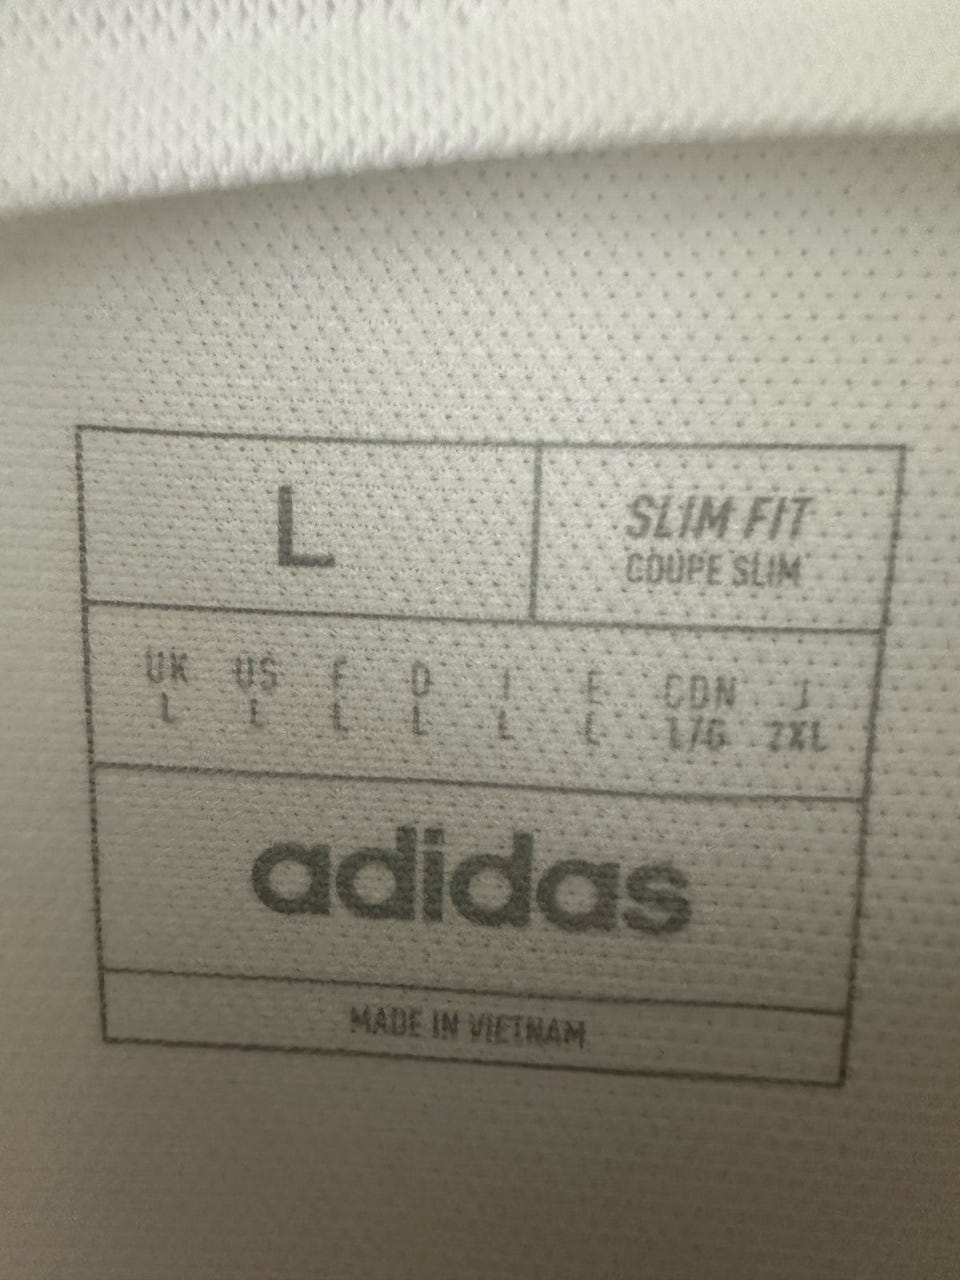 L
SLIM FIT
COUPE SLIM
UK US F D I E CDN J
L L L L L L L/G 2XL
adidas
MADE IN VIETNAM